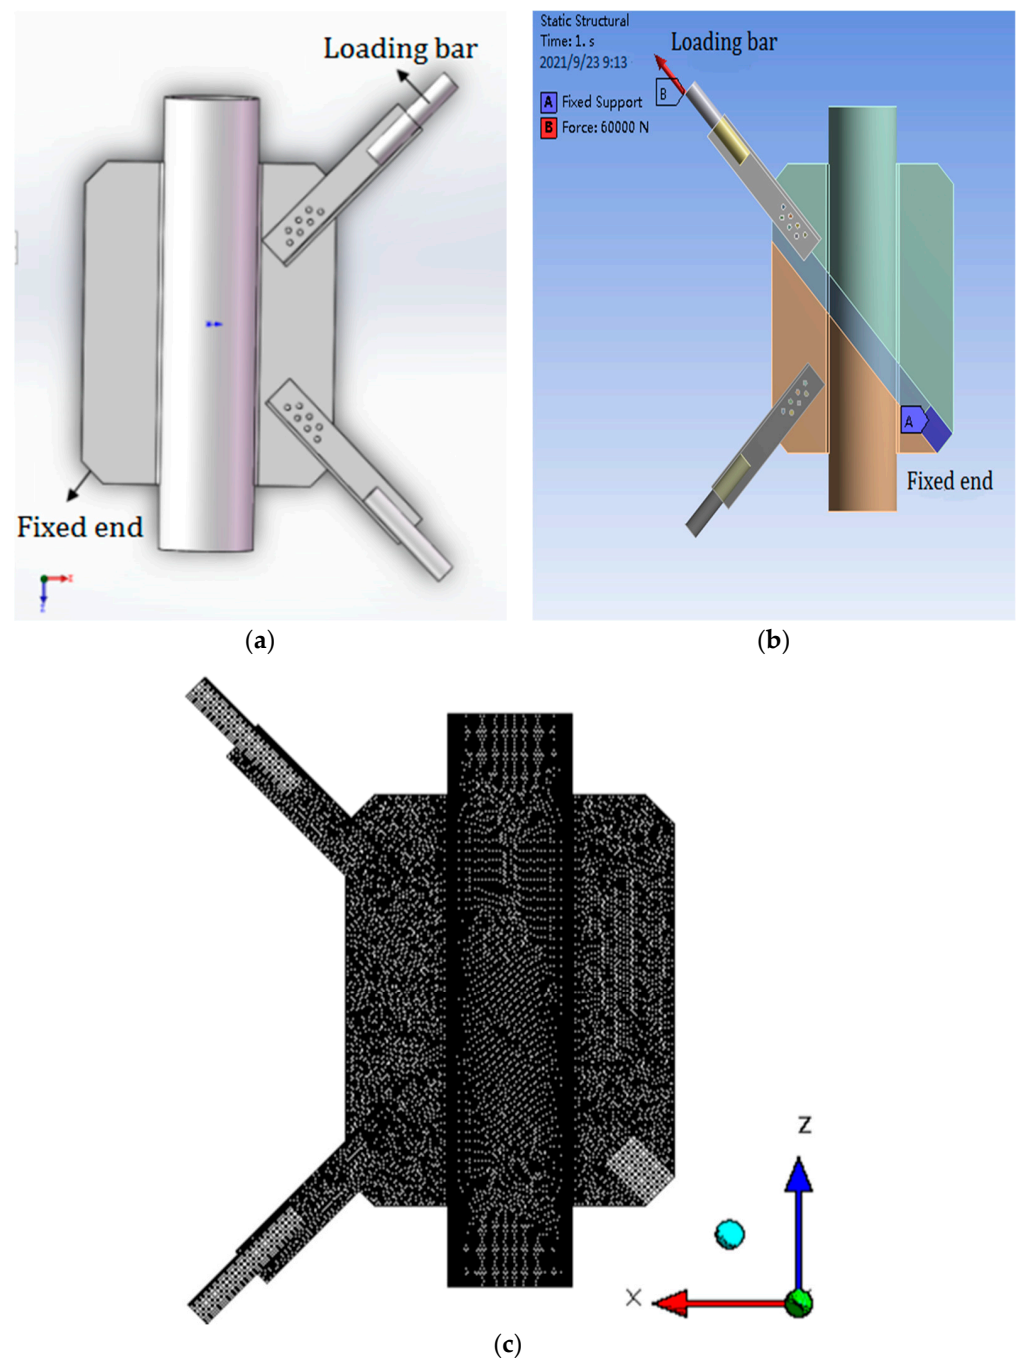 Loading bar
Fixed end
(a)
Static Structural
Time: 1. s
2021/9/23 9:13
A Fixed Support
B Force: 60000 N
Loading bar
B
A
Fixed end
(b)
Z
X
(c)